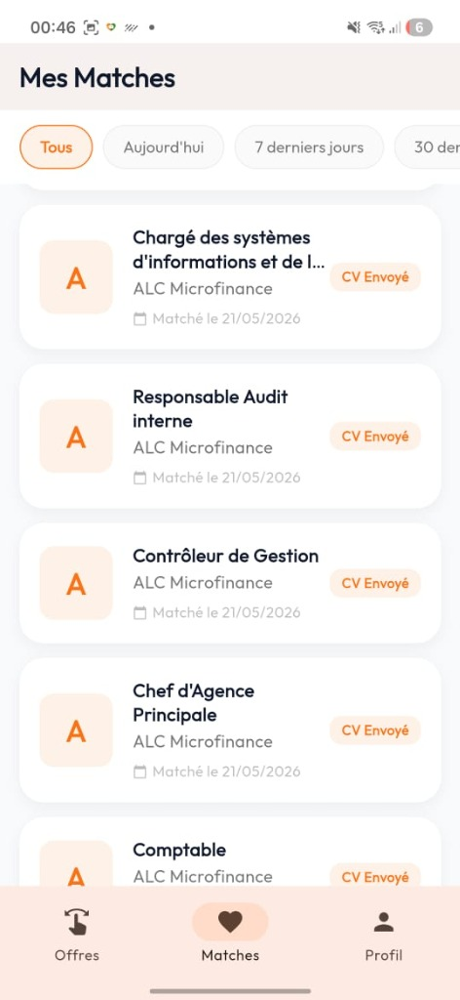 00:46
6
Mes Matches
Tous
Aujourd'hui
7 derniers jours
30 der
Chargé des systèmes
d'informations et de l...
A
ALC Microfinance
CV Envoyé
Matché le 21/05/2026
Responsable Audit
interne
A
ALC Microfinance
CV Envoyé
Matché le 21/05/2026
Contrôleur de Gestion
A
ALC Microfinance
CV Envoyé
Matché le 21/05/2026
Chef d'Agence
Principale
A
ALC Microfinance
CV Envoyé
Matché le 21/05/2026
Comptable
A
ALC Microfinance
CV Envoyé
Offres
Matches
Profil